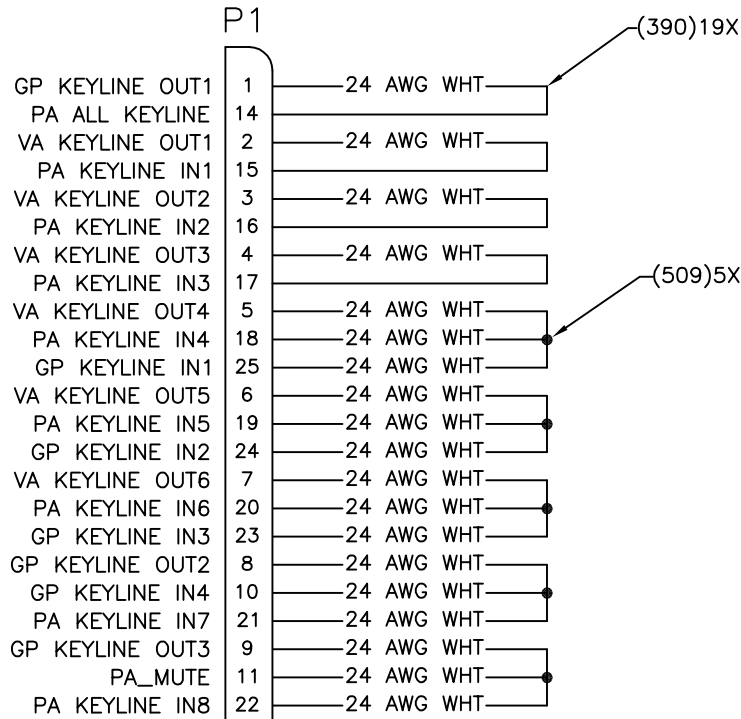 P1
(390)19X
GP KEYLINE OUT1 1 24 AWG WHT
PA ALL KEYLINE 14
VA KEYLINE OUT1 2 24 AWG WHT
PA KEYLINE IN1 15
VA KEYLINE OUT2 3 24 AWG WHT
PA KEYLINE IN2 16
VA KEYLINE OUT3 4 24 AWG WHT
PA KEYLINE IN3 17
(509)5X
VA KEYLINE OUT4 5 24 AWG WHT
PA KEYLINE IN4 18 24 AWG WHT
GP KEYLINE IN1 25 24 AWG WHT
VA KEYLINE OUT5 6 24 AWG WHT
PA KEYLINE IN5 19 24 AWG WHT
GP KEYLINE IN2 24 24 AWG WHT
VA KEYLINE OUT6 7 24 AWG WHT
PA KEYLINE IN6 20 24 AWG WHT
GP KEYLINE IN3 23 24 AWG WHT
GP KEYLINE OUT2 8 24 AWG WHT
GP KEYLINE IN4 10 24 AWG WHT
PA KEYLINE IN7 21 24 AWG WHT
GP KEYLINE OUT3 9 24 AWG WHT
PA_MUTE 11 24 AWG WHT
PA KEYLINE IN8 22 24 AWG WHT